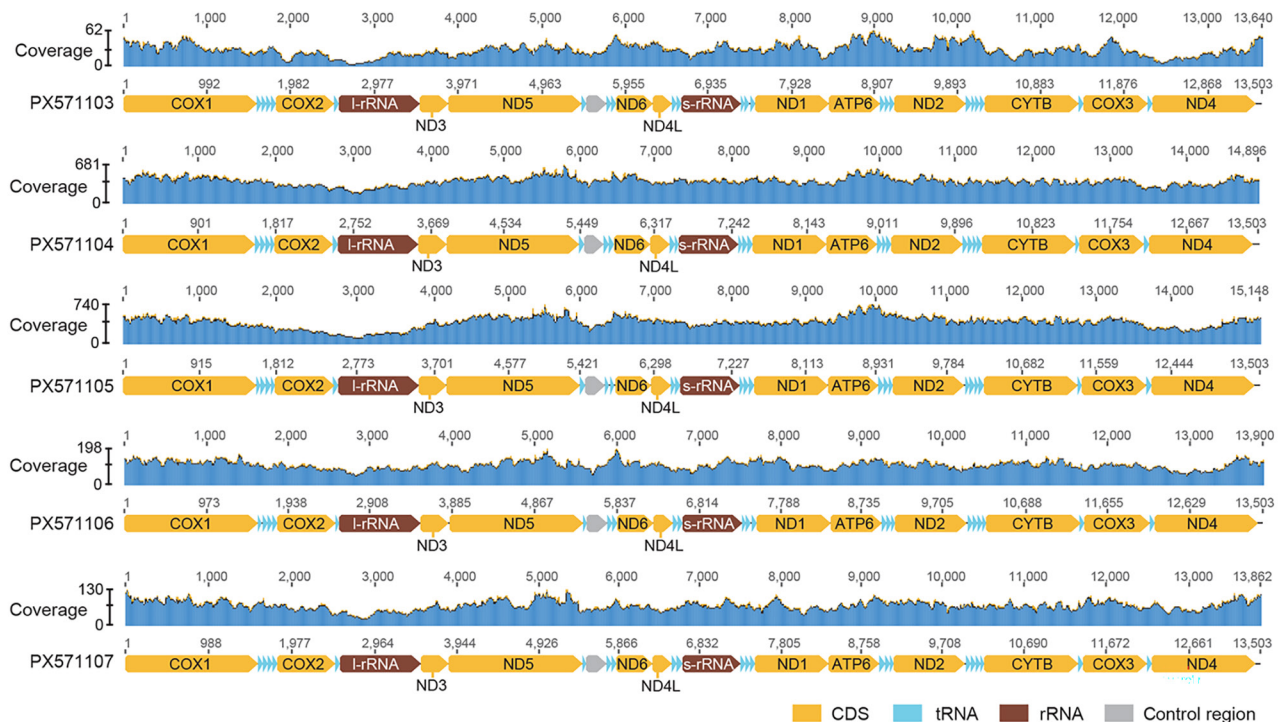 1 1,000 2,000 3,000 4,000 5,000 6,000 7,000 8,000 9,000 10,000 11,000 12,000 13,000 13,640
62
Coverage
0
1 992 1,982 2,977 3,971 4,963 5,955 6,935 7,928 8,907 9,893 10,883 11,876 12,868 13,503
PX571103 COX1 COX2 l-rRNA ND5 ND6 s-rRNA ND1 ATP6 ND2 CYTB COX3 ND4
ND3 ND4L
1 1,000 2,000 3,000 4,000 5,000 6,000 7,000 8,000 9,000 10,000 11,000 12,000 13,000 14,000 14,896
681
Coverage
0
1 901 1,817 2,752 3,669 4,534 5,449 6,317 7,242 8,143 9,011 9,896 10,823 11,754 12,667 13,503
PX571104 COX1 COX2 l-rRNA ND5 ND6 s-rRNA ND1 ATP6 ND2 CYTB COX3 ND4
ND3 ND4L
1 1,000 2,000 3,000 4,000 5,000 6,000 7,000 8,000 9,000 10,000 11,000 12,000 13,000 14,000 15,148
740
Coverage
0
1 915 1,812 2,773 3,701 4,577 5,421 6,298 7,227 8,113 8,931 9,784 10,682 11,559 12,444 13,503
PX571105 COX1 COX2 l-rRNA ND5 ND6 s-rRNA ND1 ATP6 ND2 CYTB COX3 ND4
ND3 ND4L
1 1,000 2,000 3,000 4,000 5,000 6,000 7,000 8,000 9,000 10,000 11,000 12,000 13,000 13,900
198
Coverage
0
1 973 1,938 2,908 3,885 4,867 5,837 6,814 7,788 8,735 9,705 10,688 11,655 12,629 13,503
PX571106 COX1 COX2 l-rRNA ND5 ND6 s-rRNA ND1 ATP6 ND2 CYTB COX3 ND4
ND3 ND4L
1 1,000 2,000 3,000 4,000 5,000 6,000 7,000 8,000 9,000 10,000 11,000 12,000 13,000 13,862
130
Coverage
0
1 988 1,977 2,964 3,944 4,926 5,866 6,832 7,805 8,758 9,708 10,690 11,672 12,661 13,503
PX571107 COX1 COX2 l-rRNA ND5 ND6 s-rRNA ND1 ATP6 ND2 CYTB COX3 ND4
ND3 ND4L
CDS tRNA rRNA Control region